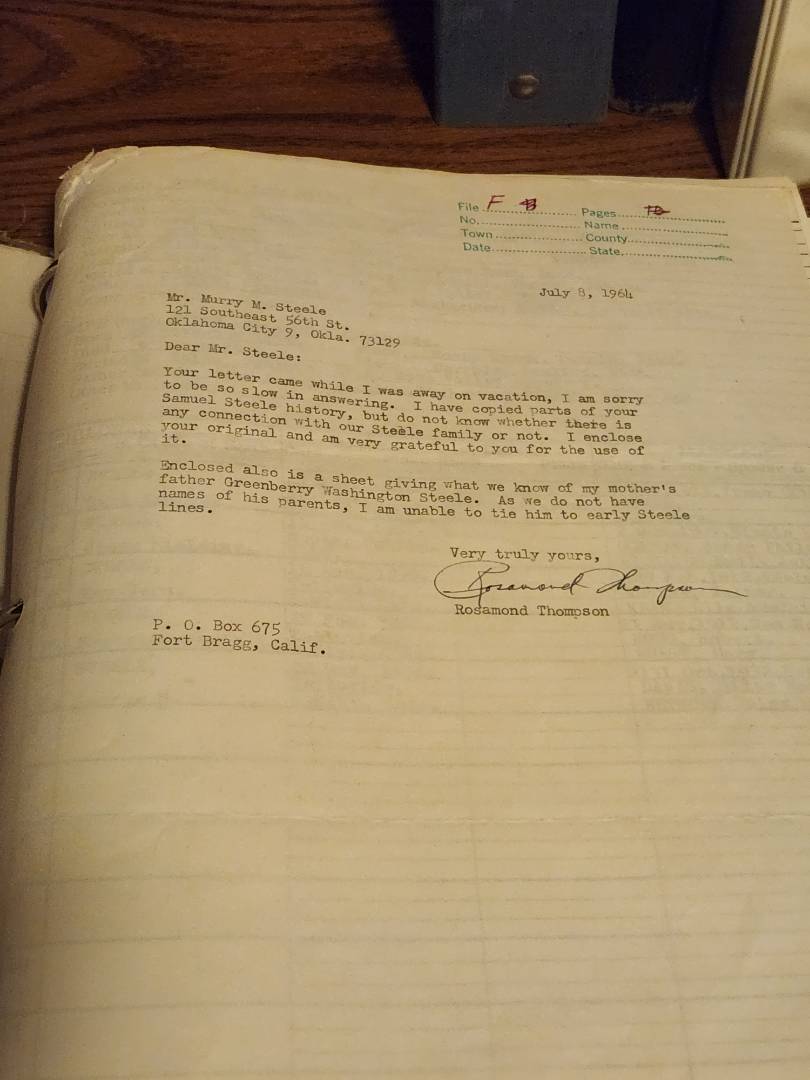 File F Pages
No. Name
Town County
Date State
July 8, 1964
Mr. Murry M. Steele
121 Southeast 56th St.
Oklahoma City 9, Okla. 73129
Dear Mr. Steele:
Your letter came while I was away on vacation, I am sorry
to be so slow in answering. I have copied parts of your
Samuel Steele history, but do not know whether there is
any connection with our Steele family or not. I enclose
your original and am very grateful to you for the use of
it.
Enclosed also is a sheet giving what we know of my mother's
father Greenberry Washington Steele. As we do not have
names of his parents, I am unable to tie him to early Steele
lines.
Very truly yours,
Rosamond Thompson
Rosamond Thompson
P. O. Box 675
Fort Bragg, Calif.